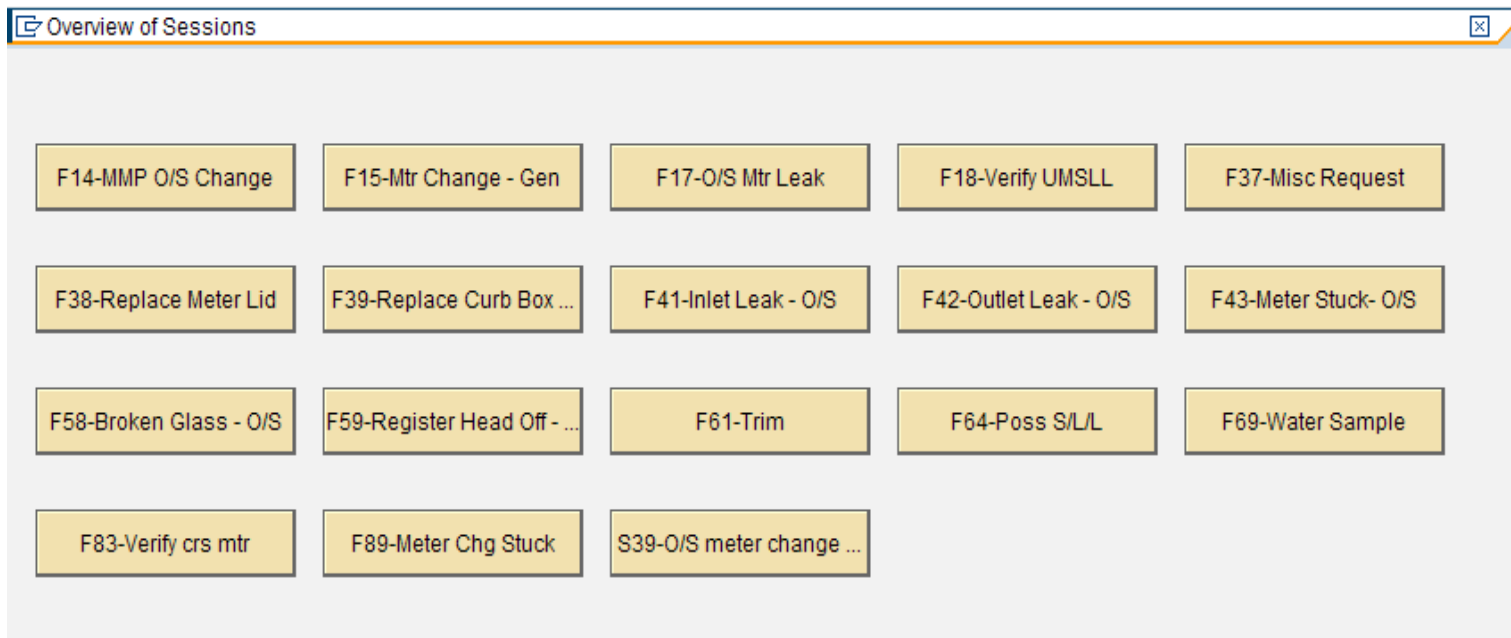 Overview of Sessions
F14-MMP O/S Change
F15-Mtr Change - Gen
F17-O/S Mtr Leak
F18-Verify UMSLL
F37-Misc Request
F38-Replace Meter Lid
F39-Replace Curb Box ...
F41-Inlet Leak - O/S
F42-Outlet Leak - O/S
F43-Meter Stuck- O/S
F58-Broken Glass - O/S
F59-Register Head Off - ...
F61-Trim
F64-Poss S/L/L
F69-Water Sample
F83-Verify crs mtr
F89-Meter Chg Stuck
S39-O/S meter change ...